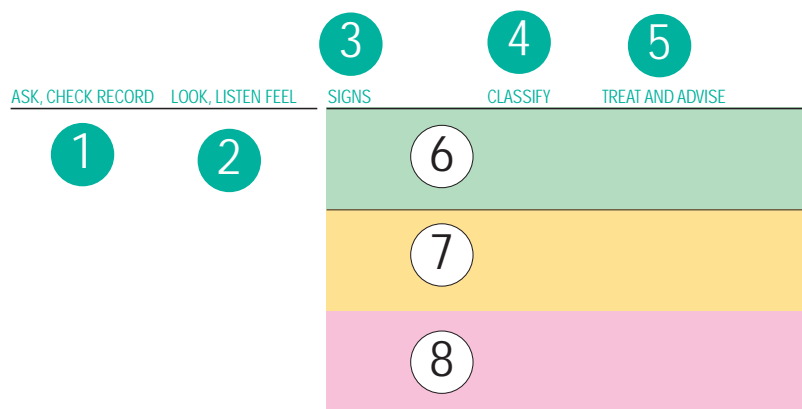 3 4 5
ASK, CHECK RECORD LOOK, LISTEN FEEL SIGNS CLASSIFY TREAT AND ADVISE
1 2
6
7
8